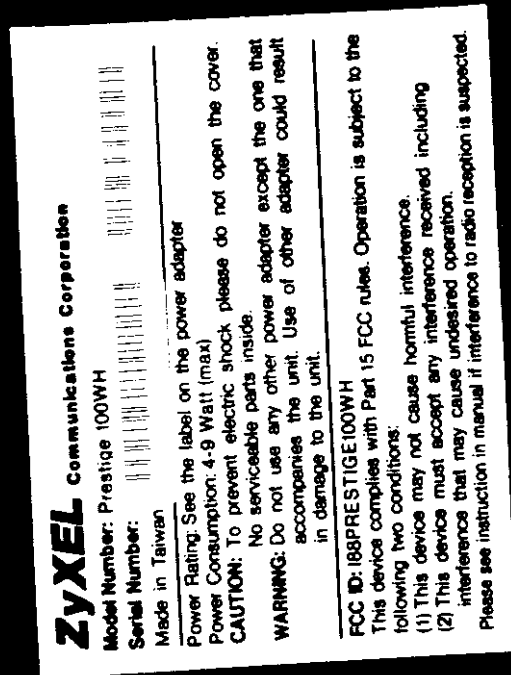 ZyXEL Communications Corporation
Model Number: Prestige 100WH
Serial Number:
Made in Taiwan
Power Rating: See the label on the power adapter
Power Consumption: 4-9 Watt (max)
CAUTION: To prevent electric shock please do not open the cover.
No serviceable parts inside.
WARNING: Do not use any other power adapter except the one that
accompanies the unit. Use of other adapter could result
in damage to the unit.
FCC ID: I88PRESTIGE100WH
This device complies with Part 15 FCC rules. Operation is subject to the
following two conditions:
(1) This device may not cause hormful interference.
(2) This device must accept any interference received including
interference that may cause undesired operation.
Please see instruction in manual if interference to radio reception is suspected.